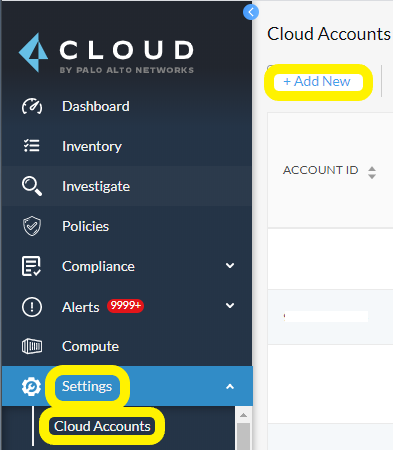 CLOUD
BY PALO ALTO NETWORKS
Dashboard
Inventory
Investigate
Policies
Compliance
Alerts 9999+
Compute
Settings
Cloud Accounts
Cloud Accounts
+ Add New
ACCOUNT ID